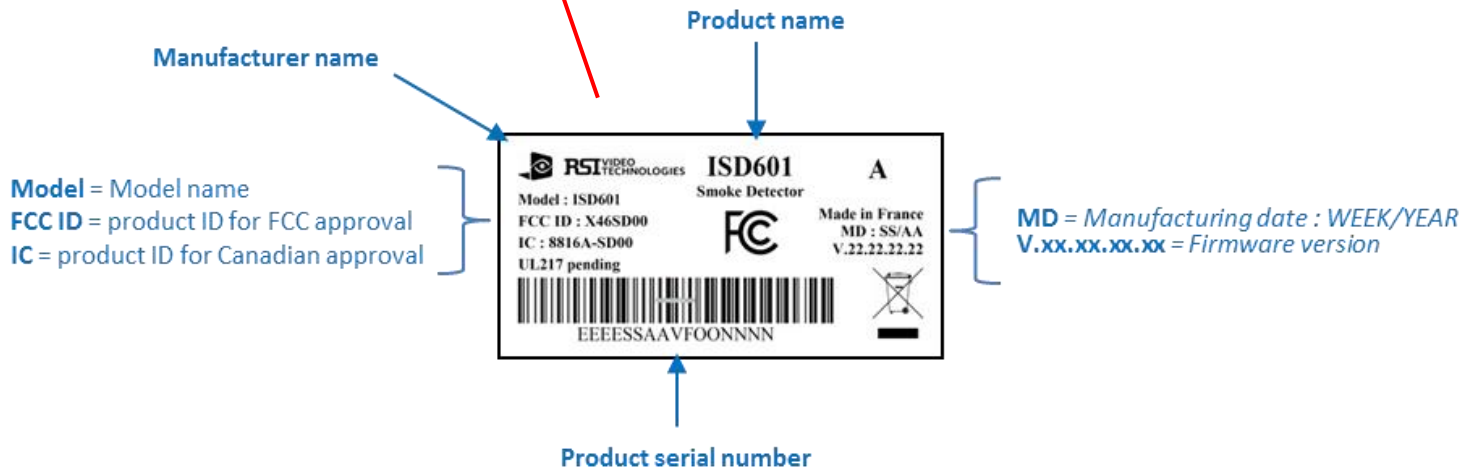 Product name
Manufacturer name
Model = Model name
FCC ID = product ID for FCC approval
IC = product ID for Canadian approval
RSI VIDEO TECHNOLOGIES
ISD601
A
Smoke Detector
Model : ISD601
FCC ID : X46SD00
IC : 8816A-SD00
UL217 pending
FC
Made in France
MD : SS/AA
V.22.22.22.22
EEEESSAAVFOONNNN
MD = Manufacturing date : WEEK/YEAR
V.xx.xx.xx.xx = Firmware version
Product serial number